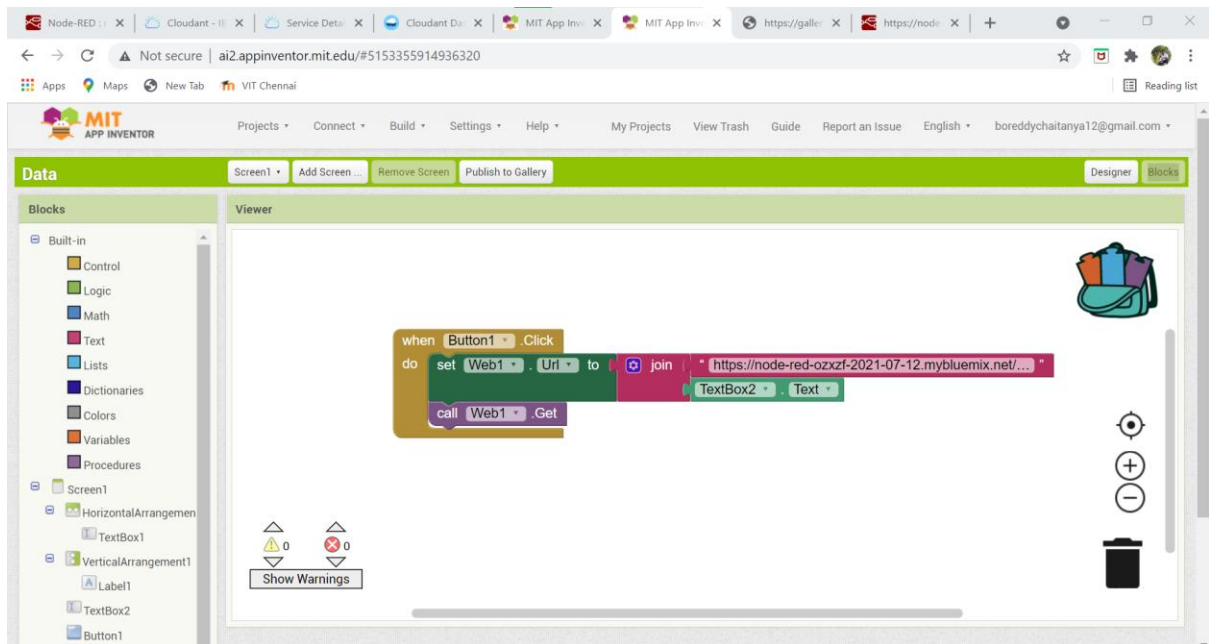 Node-RED : r
Cloudant - II
Service Detai
Cloudant Da
MIT App Inve
MIT App Inve
https://galler
https://node-
Not secure | ai2.appinventor.mit.edu/#5153355914936320
Apps Maps New Tab VIT Chennai Reading list
MIT
APP INVENTOR
Projects Connect Build Settings Help My Projects View Trash Guide Report an Issue English boreddychaitanya12@gmail.com
Data Screen1 Add Screen ... Remove Screen Publish to Gallery Designer Blocks
Blocks Viewer
Built-in
Control
Logic
Math
Text
Lists
Dictionaries
Colors
Variables
Procedures
Screen1
HorizontalArrangemen
TextBox1
VerticalArrangement1
Label1
TextBox2
Button1
when Button1 .Click
do set Web1 . Url to join " https://node-red-ozxzf-2021-07-12.mybluemix.net/... "
TextBox2 . Text
call Web1 .Get
0 0
Show Warnings